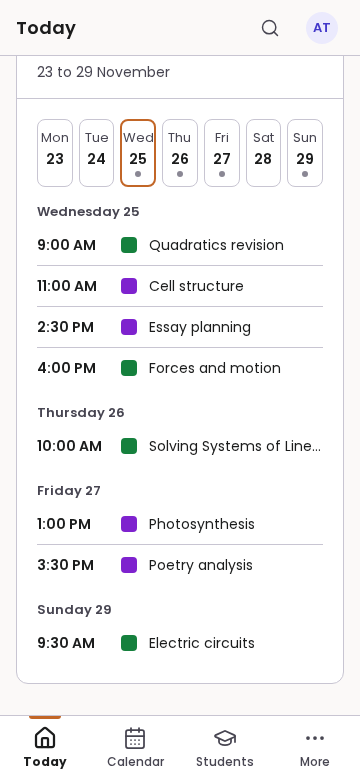 Today
AT
23 to 29 November
Mon Tue Wed Thu Fri Sat Sun
23 24 25 26 27 28 29
Wednesday 25
9:00 AM Quadratics revision
11:00 AM Cell structure
2:30 PM Essay planning
4:00 PM Forces and motion
Thursday 26
10:00 AM Solving Systems of Line...
Friday 27
1:00 PM Photosynthesis
3:30 PM Poetry analysis
Sunday 29
9:30 AM Electric circuits
Today Calendar Students More